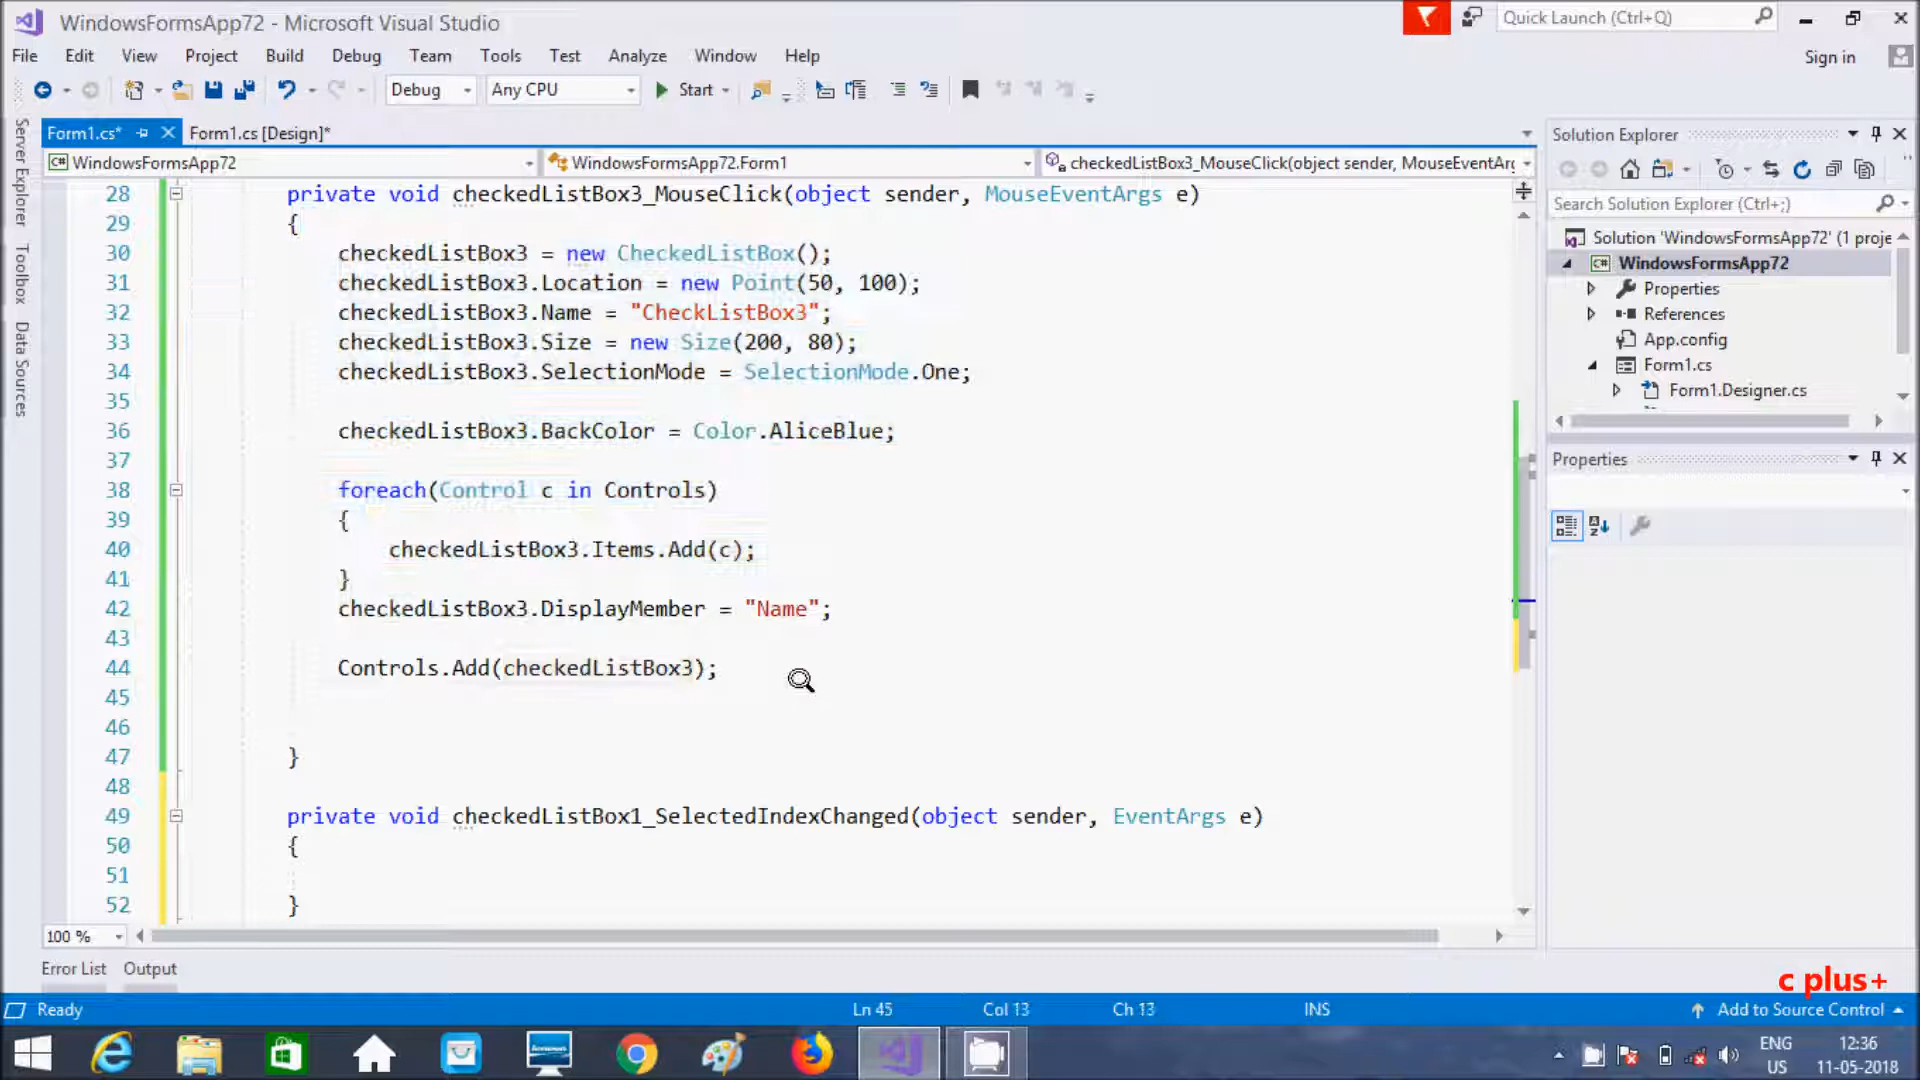 WindowsFormsApp72 - Microsoft Visual Studio
Quick Launch (Ctrl+Q)
File Edit View Project Build Debug Team Tools Test Analyze Window Help
Sign in
Debug Any CPU Start
Form1.cs* Form1.cs [Design]*
C# WindowsFormsApp72 WindowsFormsApp72.Form1 checkedListBox3_MouseClick(object sender, MouseEventArg
Server Explorer
Toolbox
Data Sources
28 private void checkedListBox3_MouseClick(object sender, MouseEventArgs e)
29 {
30 checkedListBox3 = new CheckedListBox();
31 checkedListBox3.Location = new Point(50, 100);
32 checkedListBox3.Name = "CheckListBox3";
33 checkedListBox3.Size = new Size(200, 80);
34 checkedListBox3.SelectionMode = SelectionMode.One;
35
36 checkedListBox3.BackColor = Color.AliceBlue;
37
38 foreach(Control c in Controls)
39 {
40 checkedListBox3.Items.Add(c);
41 }
42 checkedListBox3.DisplayMember = "Name";
43
44 Controls.Add(checkedListBox3);
45
46
47 }
48
49 private void checkedListBox1_SelectedIndexChanged(object sender, EventArgs e)
50 {
51
52 }
100 %
Solution Explorer
Search Solution Explorer (Ctrl+;)
Solution 'WindowsFormsApp72' (1 proje
C# WindowsFormsApp72
Properties
References
App.config
Form1.cs
Form1.Designer.cs
Properties
Error List Output
c plus+
Ready Ln 45 Col 13 Ch 13 INS Add to Source Control
ENG 12:36
US 11-05-2018